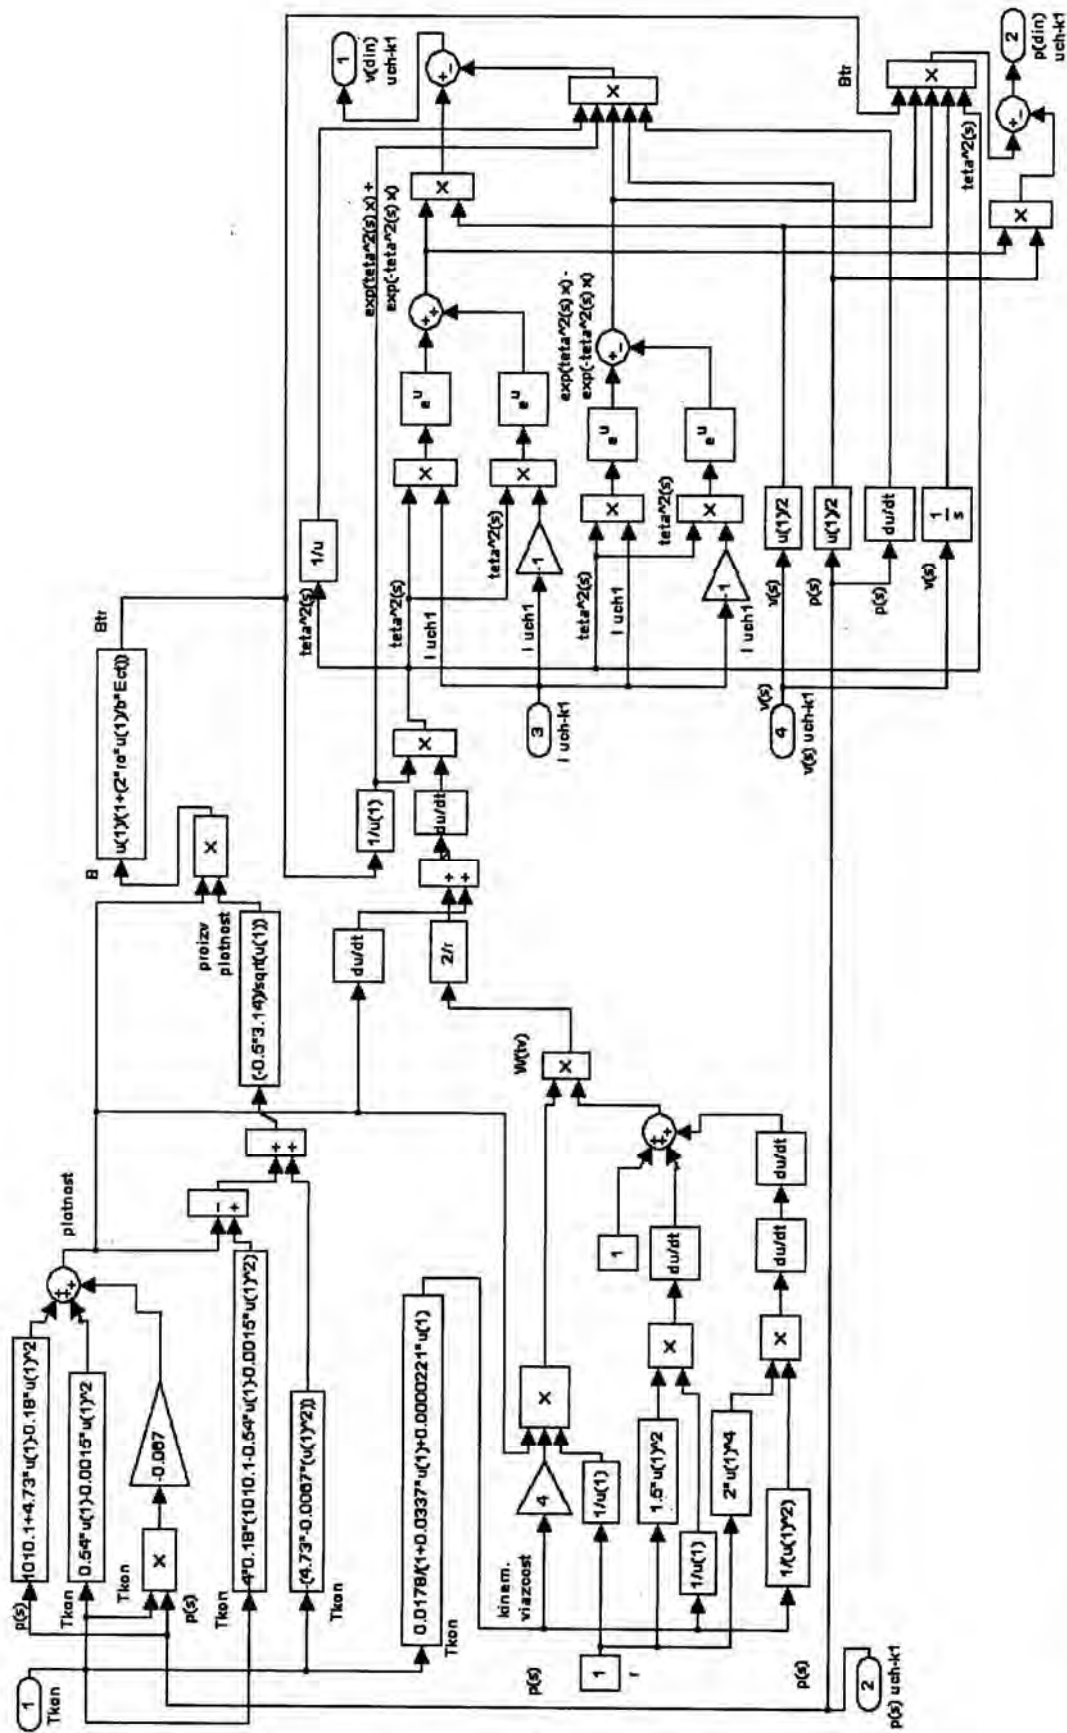 1
Tkon
p(s)
1010.1+4.73*u(1)-0.18*u(1)^2
Tkon
0.54*u(1)-0.0015*u(1)^2
Tkon
X
p(s)
-0.067
++
+
plotnost
Tkon
4*0.18*(1010.1-0.54*u(1)-0.0015*u(1)^2)
-(4.73*-0.0067*(u(1)^2))
Tkon
-
+
+
+
(-0.5*3.14)/sqrt(u(1))
proizv
plotnost
X
B
u(1)/(1+(2*ro*u(1)/b*Ect))
Btr
0.0178/(1+0.0337*u(1)+0.0000221*u(1)
Tkon
kinem.
viazcost
4
X
1/u(1)
p(s)
1
r
1.5*u(1)^2
1/u(1)
X
du/dt
1
2*u(1)^4
1/(u(1)^2)
p(s)
X
du/dt
du/dt
++
+
X
W(tv)
2/r
du/dt
+
+
du/dt
1/u(1)
X
2
p(s) uch-k1
teta^2(s)
1/u
teta^2(s)
l uch1
X
e^u
teta^2(s)
l uch1
-1
X
e^u
++
exp(teta^2(s) x) +
exp(-teta^2(s) x)
3
l uch-k1
teta^2(s)
l uch1
X
e^u
teta^2(s)
l uch1
-1
X
e^u
+-
exp(teta^2(s) x) -
exp(-teta^2(s) x)
4
v(s) uch-k1
v(s)
v(s)
u(1)/2
p(s)
u(1)/2
p(s)
du/dt
v(s)
1
s
X
X
+-
1
v(din)
uch-k1
Btr
X
teta^2(s)
X
+-
2
p(din)
uch-k1